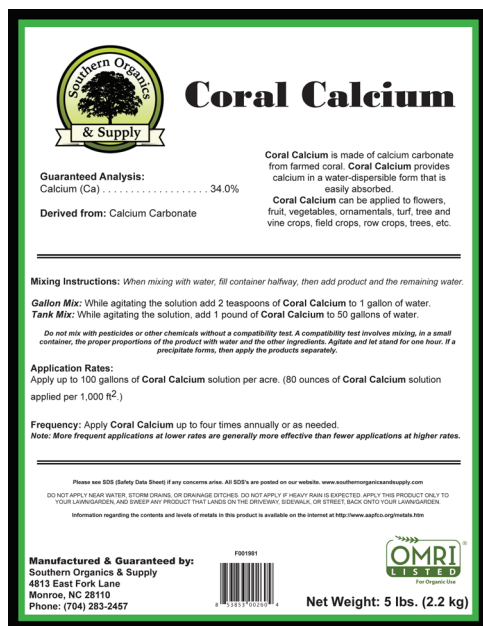 Southern Organics
& Supply
Coral Calcium
Coral Calcium is made of calcium carbonate
from farmed coral. Coral Calcium provides
calcium in a water-dispersible form that is
easily absorbed.
Coral Calcium can be applied to flowers,
fruit, vegetables, ornamentals, turf, tree and
vine crops, field crops, row crops, trees, etc.
Guaranteed Analysis:
Calcium (Ca) . . . . . . . . . . . . . . . . . . . 34.0%
Derived from: Calcium Carbonate
Mixing Instructions: When mixing with water, fill container halfway, then add product and the remaining water.
Gallon Mix: While agitating the solution add 2 teaspoons of Coral Calcium to 1 gallon of water.
Tank Mix: While agitating the solution, add 1 pound of Coral Calcium to 50 gallons of water.
Do not mix with pesticides or other chemicals without a compatibility test. A compatibility test involves mixing, in a small
container, the proper proportions of the product with water and the other ingredients. Agitate and let stand for one hour. If a
precipitate forms, then apply the products separately.
Application Rates:
Apply up to 100 gallons of Coral Calcium solution per acre. (80 ounces of Coral Calcium solution
applied per 1,000 ft2.)
Frequency: Apply Coral Calcium up to four times annually or as needed.
Note: More frequent applications at lower rates are generally more effective than fewer applications at higher rates.
Please see SDS (Safety Data Sheet) if any concerns arise. All SDS's are posted on our website. www.southernorganicsandsupply.com
DO NOT APPLY NEAR WATER, STORM DRAINS, OR DRAINAGE DITCHES. DO NOT APPLY IF HEAVY RAIN IS EXPECTED. APPLY THIS PRODUCT ONLY TO
YOUR LAWN/GARDEN, AND SWEEP ANY PRODUCT THAT LANDS ON THE DRIVEWAY, SIDEWALK, OR STREET, BACK ONTO YOUR LAWN/GARDEN.
Information regarding the contents and levels of metals in this product is available on the internet at http://www.aapfco.org/metals.htm
Manufactured & Guaranteed by:
Southern Organics & Supply
4813 East Fork Lane
Monroe, NC 28110
Phone: (704) 283-2457
F001981
8 53853 00260 4
OMRI ®
LISTED
For Organic Use
Net Weight: 5 lbs. (2.2 kg)